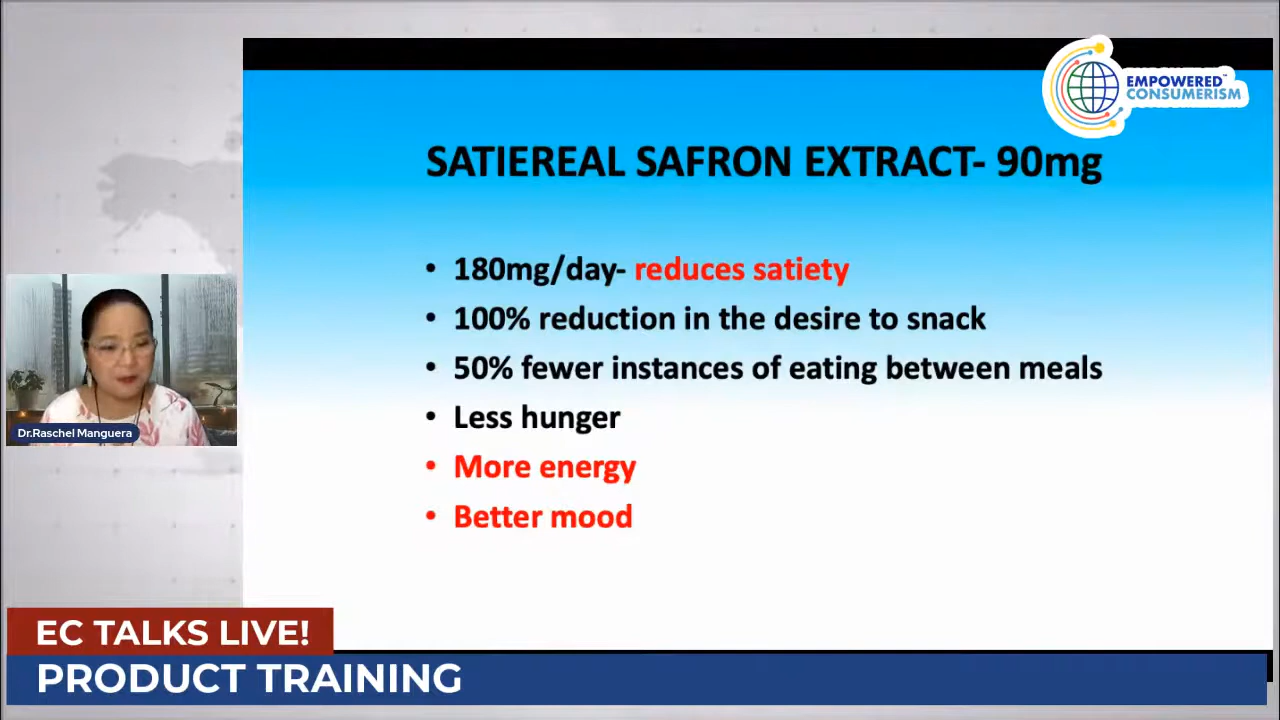 EMPOWERED™
CONSUMERISM
SATIEREAL SAFRON EXTRACT- 90mg
• 180mg/day- reduces satiety
• 100% reduction in the desire to snack
• 50% fewer instances of eating between meals
• Less hunger
• More energy
• Better mood
Dr.Raschel Manguera
EC TALKS LIVE!
PRODUCT TRAINING